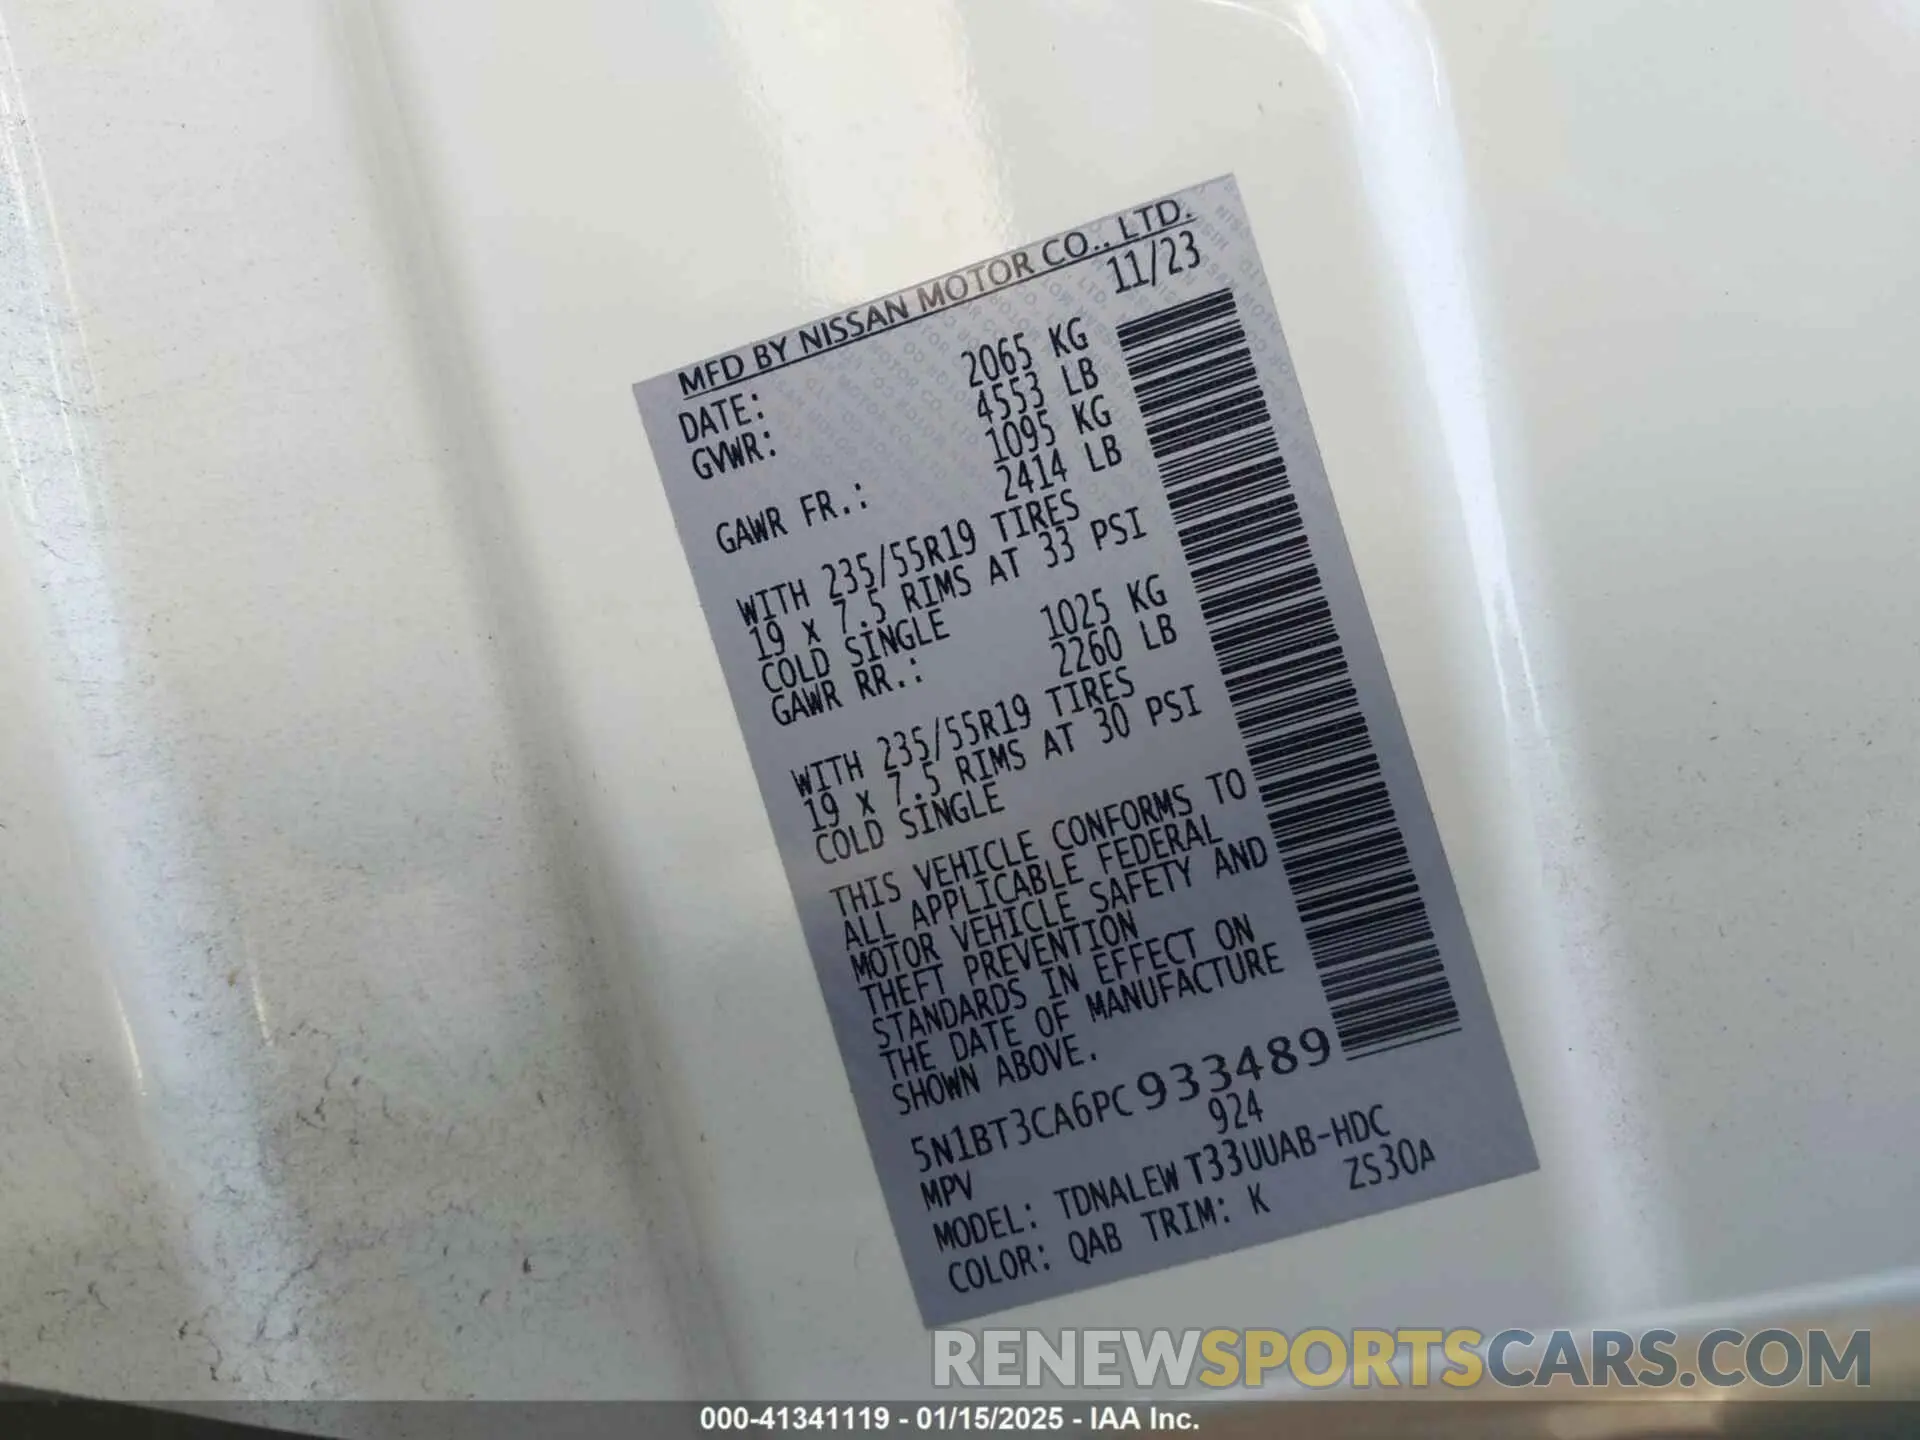 MFD BY NISSAN MOTOR CO., LTD.
DATE: 11/23
GVWR: 2065 KG
4553 LB
GAWR FR.: 1095 KG
2414 LB
WITH 235/55R19 TIRES
19 x 7.5 RIMS AT 33 PSI
COLD SINGLE
GAWR RR.: 1025 KG
2260 LB
WITH 235/55R19 TIRES
19 x 7.5 RIMS AT 30 PSI
COLD SINGLE
THIS VEHICLE CONFORMS TO
ALL APPLICABLE FEDERAL
MOTOR VEHICLE SAFETY AND
THEFT PREVENTION
STANDARDS IN EFFECT ON
THE DATE OF MANUFACTURE
SHOWN ABOVE.
5N1BT3CA6PC933489
MPV 924
MODEL: TDNALEWT33UUAB-HDC
COLOR: QAB TRIM: K ZS30A
RENEWSPORTSCARS.COM
000-41341119 - 01/15/2025 - IAA Inc.